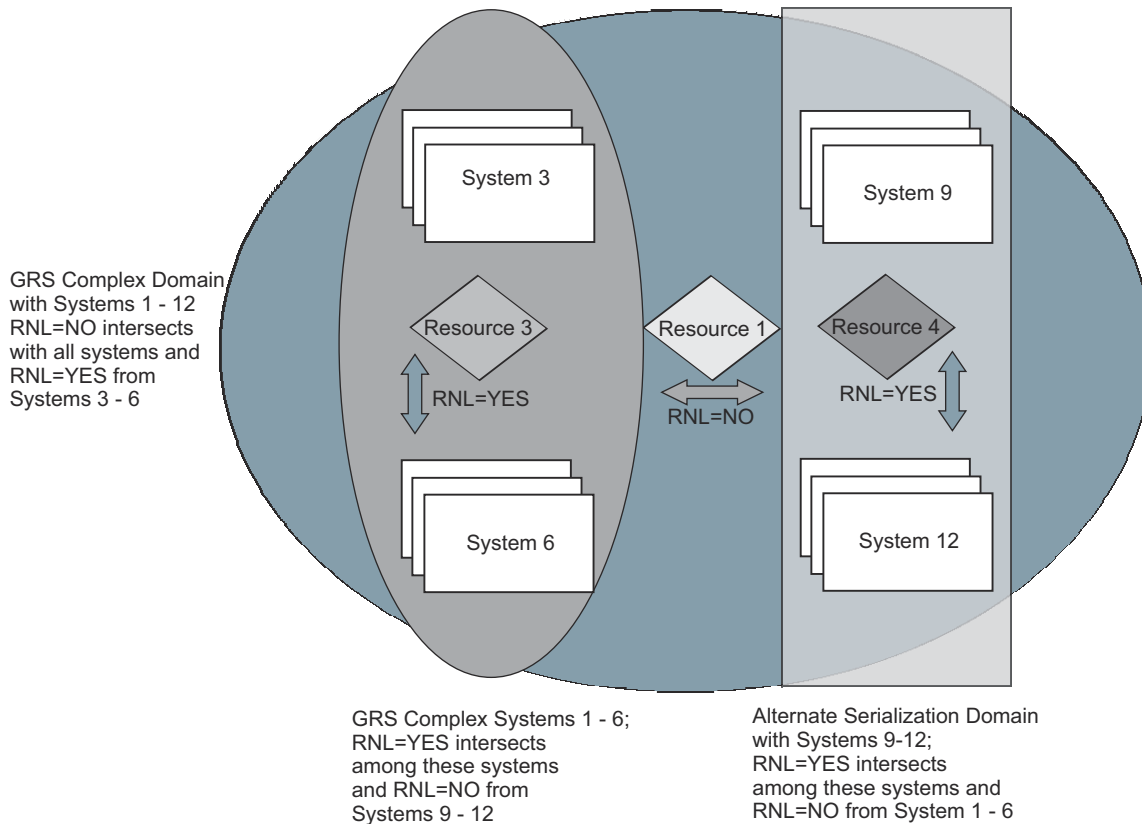 System 3
System 9
GRS Complex Domain
with Systems 1 - 12
RNL=NO intersects
with all systems and
RNL=YES from
Systems 3 - 6
Resource 3
Resource 1
Resource 4
RNL=YES
RNL=NO
RNL=YES
System 6
System 12
GRS Complex Systems 1 - 6;
RNL=YES intersects
among these systems
and RNL=NO from
Systems 9 - 12
Alternate Serialization Domain
with Systems 9-12;
RNL=YES intersects
among these systems and
RNL=NO from System 1 - 6